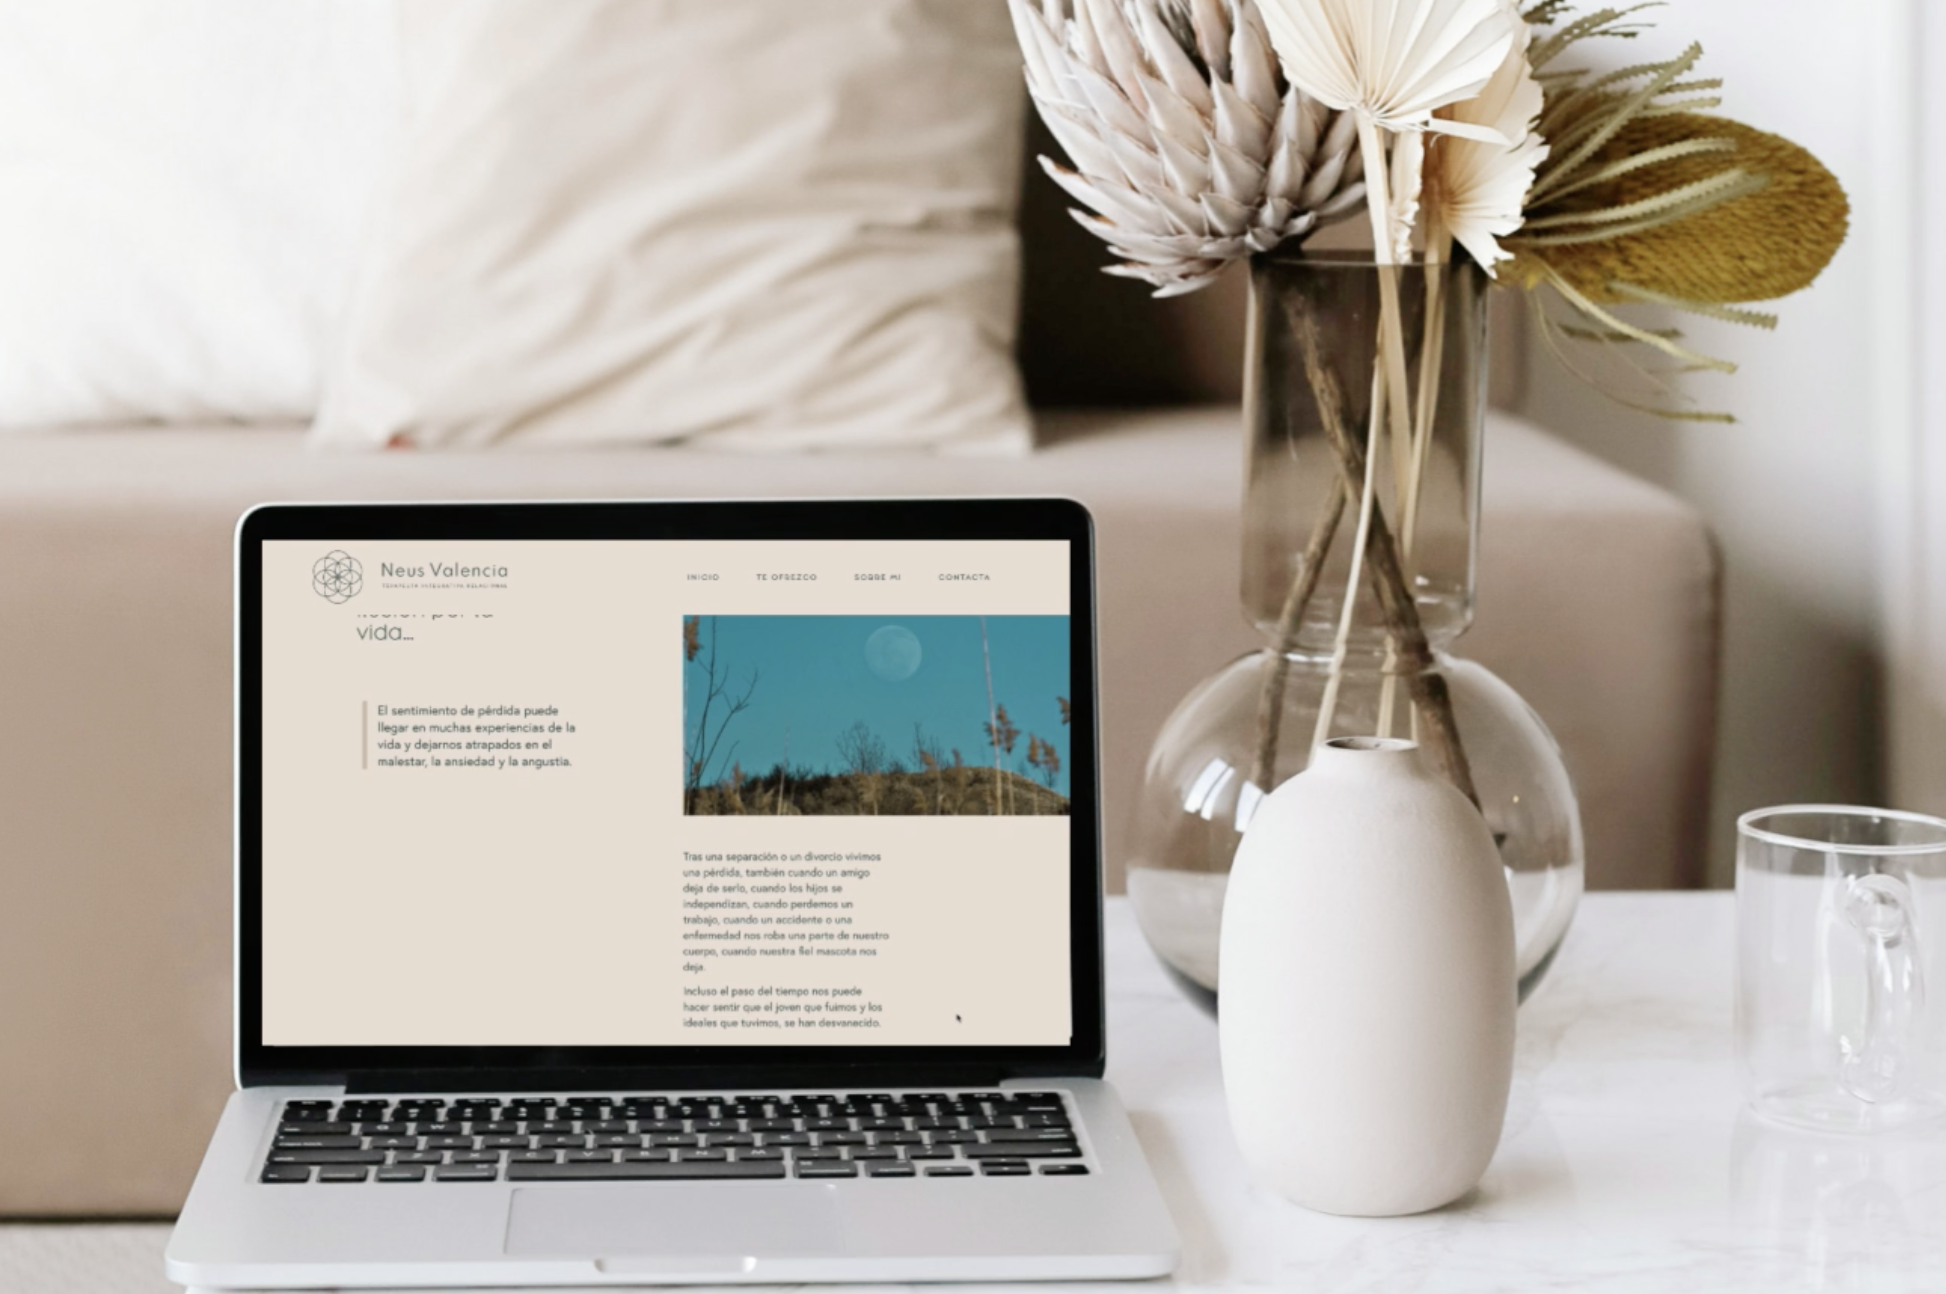 Neus Valencia
TERAPEUTA INTEGRATIVA RELACIONAL
INICIO
TE OFREZCO
SOBRE MI
CONTACTA
vida...
El sentimiento de pérdida puede
llegar en muchas experiencias de la
vida y dejarnos atrapados en el
malestar, la ansiedad y la angustia.
Tras una separación o un divorcio vivimos
una pérdida, también cuando un amigo
deja de serlo, cuando los hijos se
independizan, cuando perdemos un
trabajo, cuando un accidente o una
enfermedad nos roba una parte de nuestro
cuerpo, cuando nuestra fiel mascota nos
deja.
Incluso el paso del tiempo nos puede
hacer sentir que el joven que fuimos y los
ideales que tuvimos, se han desvanecido.